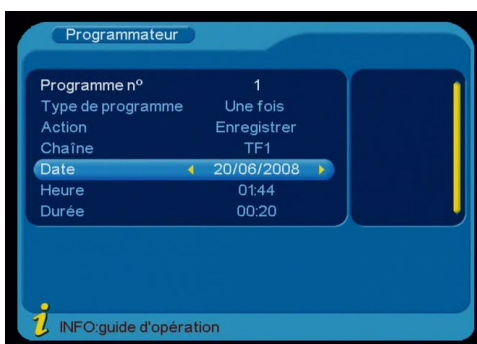 Programmateur
Programme nº 1
Type de programme Une fois
Action Enregistrer
Chaîne TF1
Date 20/06/2008
Heure 01:44
Durée 00:20
i INFO:guide d'opération